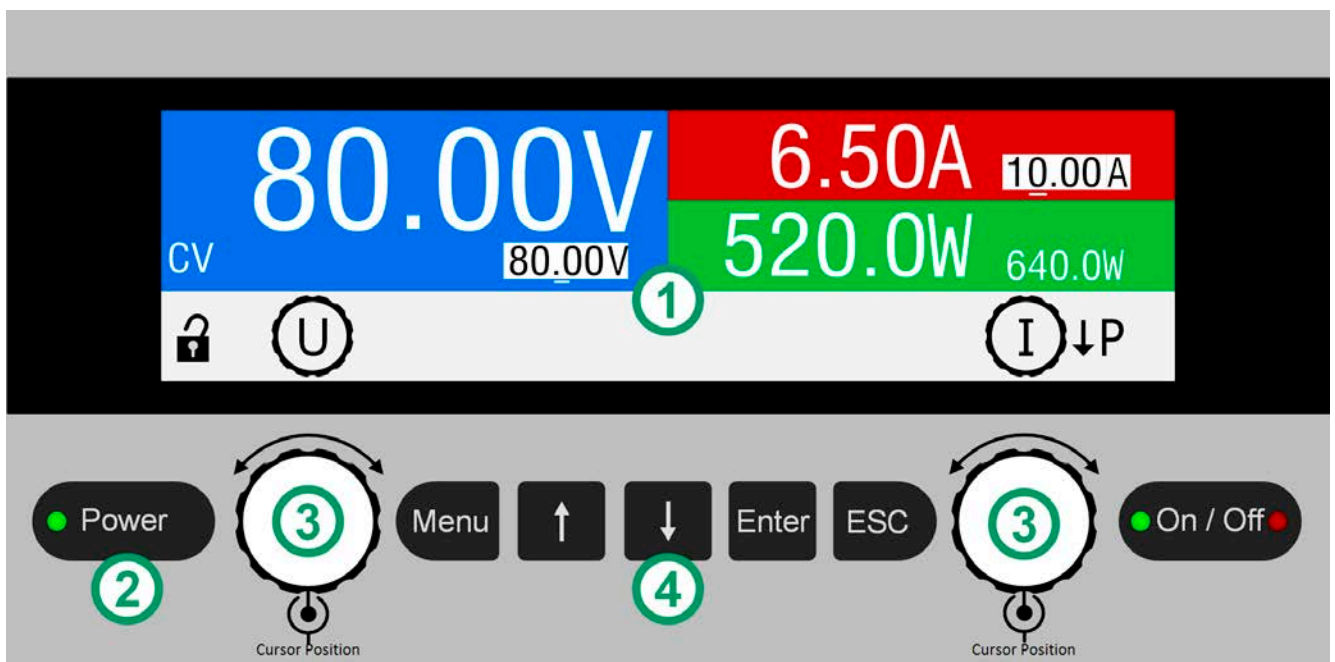 80.00V
6.50A 10.00A
CV 80.00V
520.0W 640.0W
1
U
I ↓P
Power
3
Menu
↑
↓
Enter
ESC
3
On / Off
2
4
Cursor Position
Cursor Position